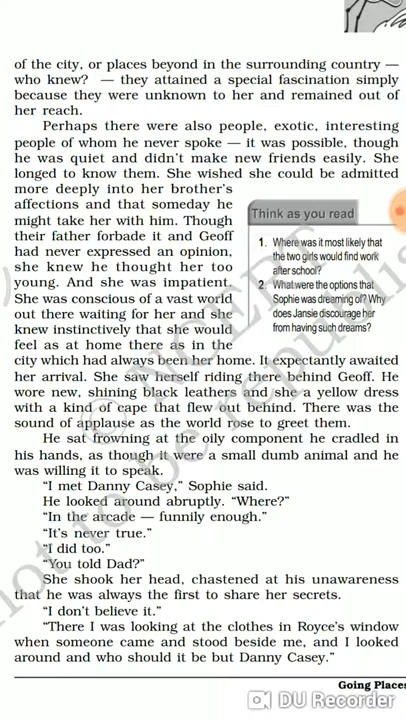 of the city, or places beyond in the surrounding country —
who knew? — they attained a special fascination simply
because they were unknown to her and remained out of
her reach.
Perhaps there were also people, exotic, interesting
people of whom he never spoke — it was possible, though
he was quiet and didn't make new friends easily. She
longed to know them. She wished she could be admitted
more deeply into her brother's
affections and that someday he
might take her with him. Though
their father forbade it and Geoff
had never expressed an opinion,
she knew he thought her too
young. And she was impatient.
She was conscious of a vast world
out there waiting for her and she
knew instinctively that she would
feel as at home there as in the
Think as you read
1. Where was it most likely that
the two girls would find work
after school?
2. What were the options that
Sophie was dreaming of? Why
does Jansie discourage her
from having such dreams?
city which had always been her home. It expectantly awaited
her arrival. She saw herself riding there behind Geoff. He
wore new, shining black leathers and she a yellow dress
with a kind of cape that flew out behind. There was the
sound of applause as the world rose to greet them.
He sat frowning at the oily component he cradled in
his hands, as though it were a small dumb animal and he
was willing it to speak.
"I met Danny Casey," Sophie said.
He looked around abruptly. "Where?"
"In the arcade — funnily enough."
"It's never true."
"I did too."
"You told Dad?"
She shook her head, chastened at his unawareness
that he was always the first to share her secrets.
"I don't believe it."
"There I was looking at the clothes in Royce's window
when someone came and stood beside me, and I looked
around and who should it be but Danny Casey."
Going Places
DU Recorder
© NCERT
not to be republis